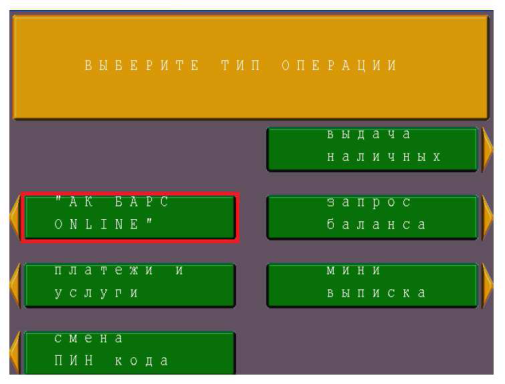 ВЫБЕРИТЕ ТИП ОПЕРАЦИИ
выдача
наличных
"АК БАРС
ONLINE"
запрос
баланса
платежи и
услуги
мини
выписка
смена
ПИН кода